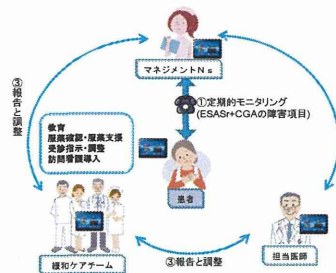 マネジメントNs
③報告と調整
①定期的モニタリング
(ESASr+CGAの障害項目)
教育
服薬確認・服薬支援
受診指示・調整
訪問看護導入
患者
緩和ケアチーム
担当医師
③報告と調整